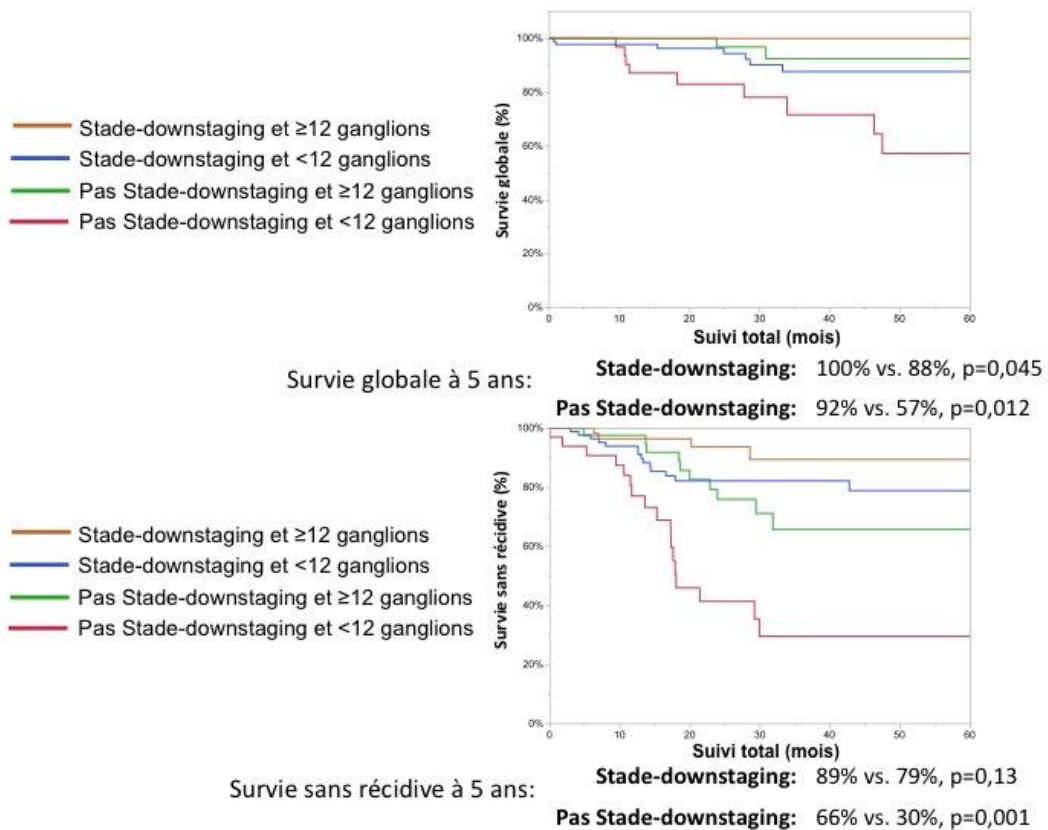 100%
80%
60%
40%
20%
0%
Survie globale (%)
0 10 20 30 40 50 60
Suivi total (mois)
Stade-downstaging et ≥12 ganglions
Stade-downstaging et <12 ganglions
Pas Stade-downstaging et ≥12 ganglions
Pas Stade-downstaging et <12 ganglions
Survie globale à 5 ans:
Stade-downstaging: 100% vs. 88%, p=0,045
Pas Stade-downstaging: 92% vs. 57%, p=0,012
100%
80%
60%
40%
20%
0%
Survie sans récidive (%)
0 10 20 30 40 50 60
Suivi total (mois)
Stade-downstaging et ≥12 ganglions
Stade-downstaging et <12 ganglions
Pas Stade-downstaging et ≥12 ganglions
Pas Stade-downstaging et <12 ganglions
Survie sans récidive à 5 ans:
Stade-downstaging: 89% vs. 79%, p=0,13
Pas Stade-downstaging: 66% vs. 30%, p=0,001